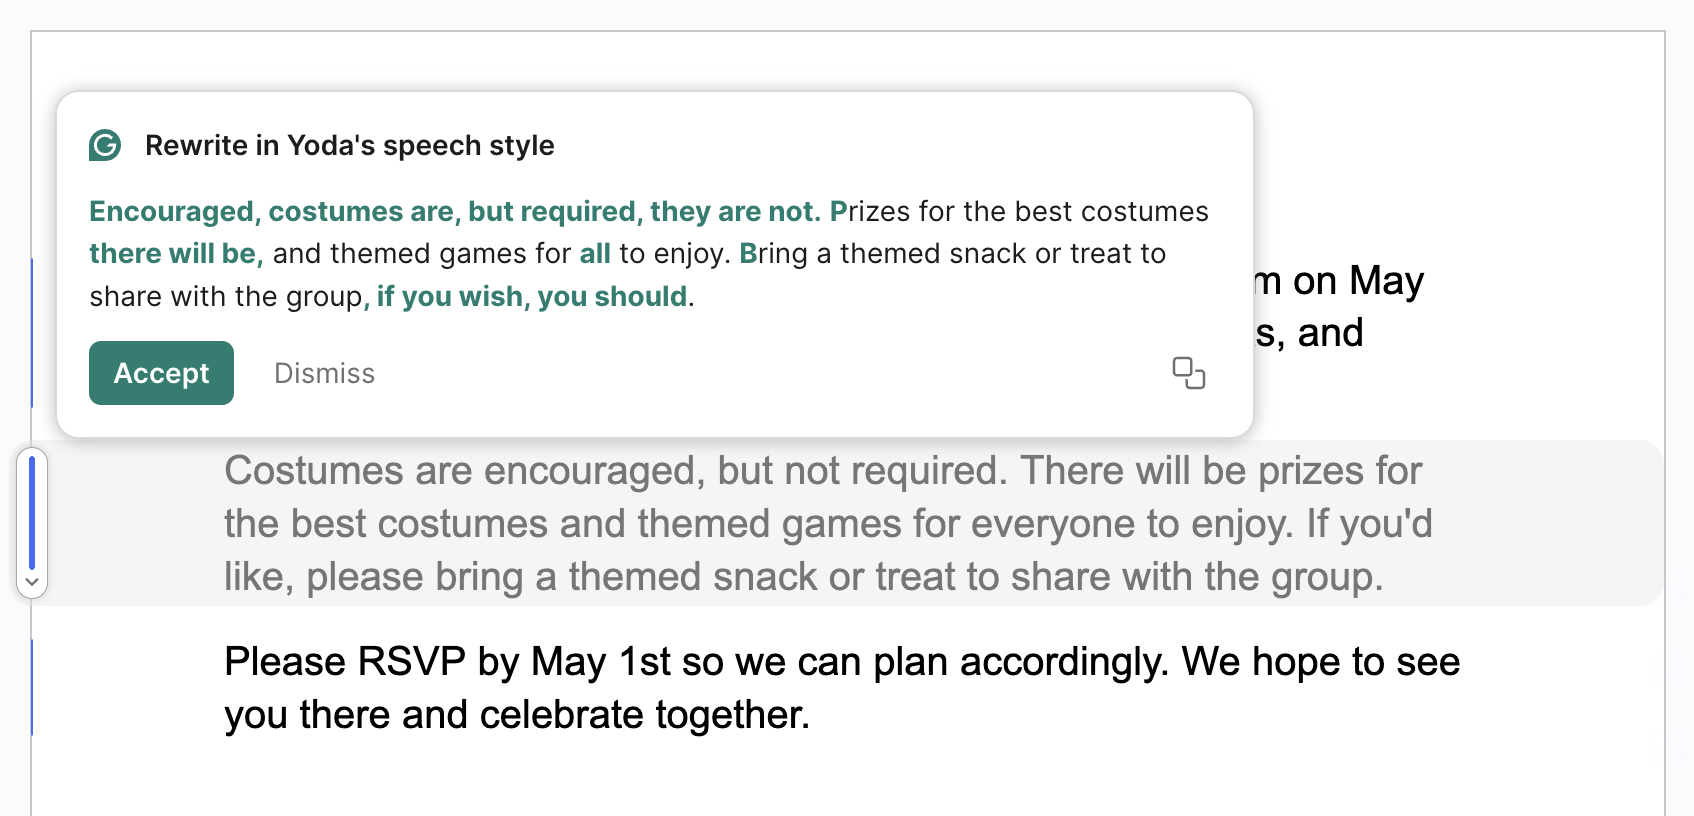 Rewrite in Yoda's speech style
Encouraged, costumes are, but required, they are not. Prizes for the best costumes
there will be, and themed games for all to enjoy. Bring a themed snack or treat to
share with the group, if you wish, you should.
on May
and
Accept Dismiss
Costumes are encouraged, but not required. There will be prizes for
the best costumes and themed games for everyone to enjoy. If you'd
like, please bring a themed snack or treat to share with the group.
Please RSVP by May 1st so we can plan accordingly. We hope to see
you there and celebrate together.